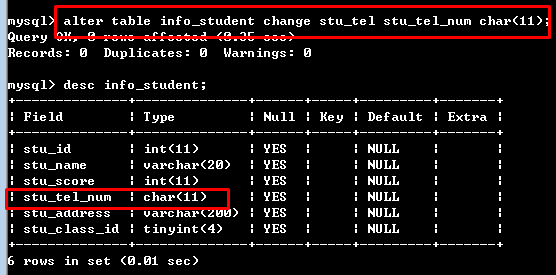 mysql> alter table info_student change stu_tel stu_tel_num char(11);
Query OK, 0 rows affected (0.35 sec)
Records: 0  Duplicates: 0  Warnings: 0
mysql> desc info_student;
+--------------+--------------+------+-----+---------+-------+
| Field        | Type         | Null | Key | Default | Extra |
+--------------+--------------+------+-----+---------+-------+
| stu_id       | int(11)      | YES  |     | NULL    |       |
| stu_name     | varchar(20)  | YES  |     | NULL    |       |
| stu_score    | int(11)      | YES  |     | NULL    |       |
| stu_tel_num  | char(11)     | YES  |     | NULL    |       |
| stu_address  | varchar(200) | YES  |     | NULL    |       |
| stu_class_id | tinyint(4)   | YES  |     | NULL    |       |
+--------------+--------------+------+-----+---------+-------+
6 rows in set (0.01 sec)